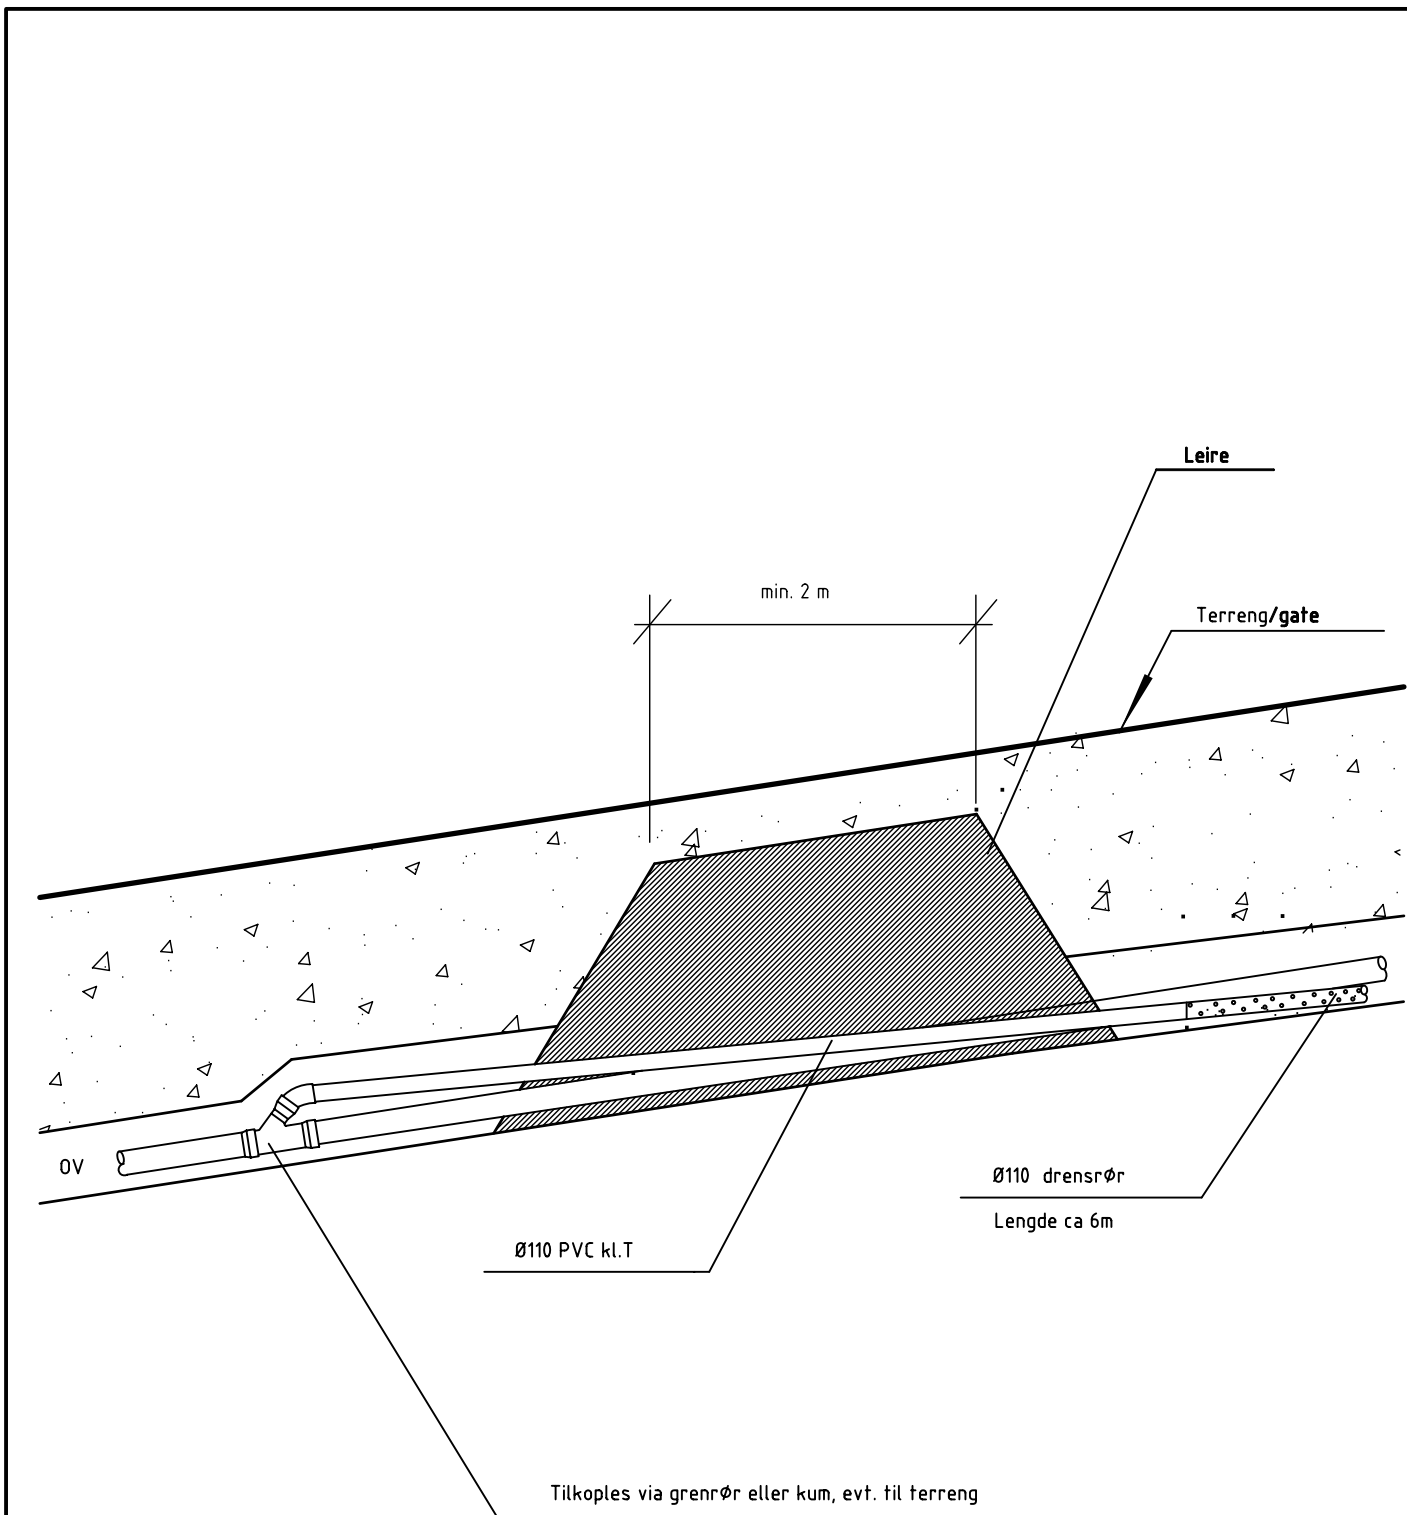 Leire
min. 2 m
Terreng/gate
OV
Ø110 drensrør
Lengde ca 6m
Ø110 PVC kl.T
Tilkoples via grenrør eller kum, evt. til terreng